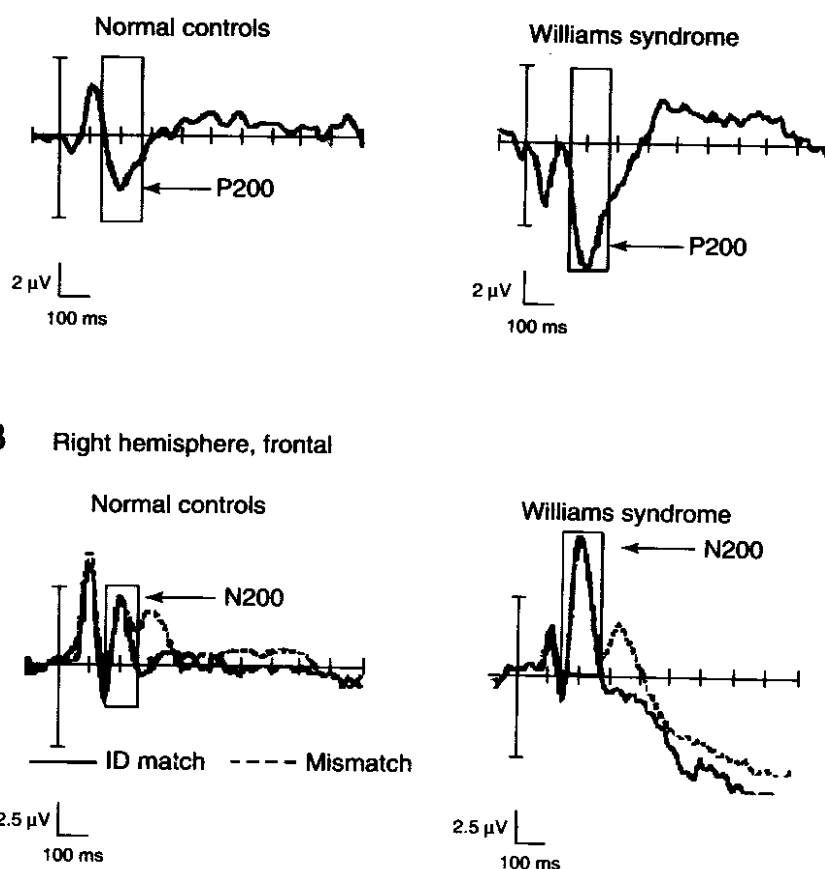 Normal controls
Williams syndrome
P200
P200
2 µV
100 ms
2 µV
100 ms
Right hemisphere, frontal
Normal controls
Williams syndrome
N200
N200
ID match
Mismatch
2.5 µV
100 ms
2.5 µV
100 ms